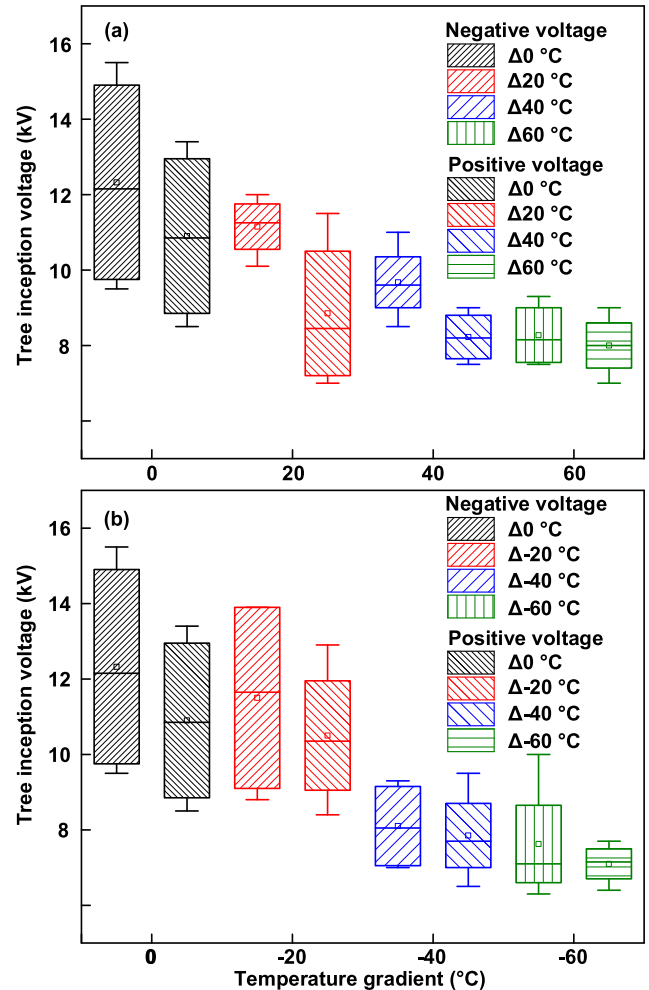 (a)
Negative voltage
Δ0 °C
Δ20 °C
Δ40 °C
Δ60 °C
Positive voltage
Δ0 °C
Δ20 °C
Δ40 °C
Δ60 °C
Tree inception voltage (kV)
16
14
12
10
8
0
20
40
60
(b)
Negative voltage
Δ0 °C
Δ-20 °C
Δ-40 °C
Δ-60 °C
Positive voltage
Δ0 °C
Δ-20 °C
Δ-40 °C
Δ-60 °C
Tree inception voltage (kV)
16
14
12
10
8
0
-20
-40
-60
Temperature gradient (°C)